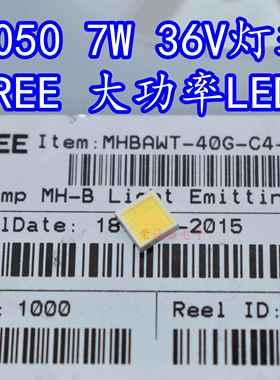 050 7W 36V灯
REE 大功率LED
EE Item:MHBAWT-40G-C4-
mp MH-B Light Emittin
lDate: 18 -2015
: 1000
Reel ID: